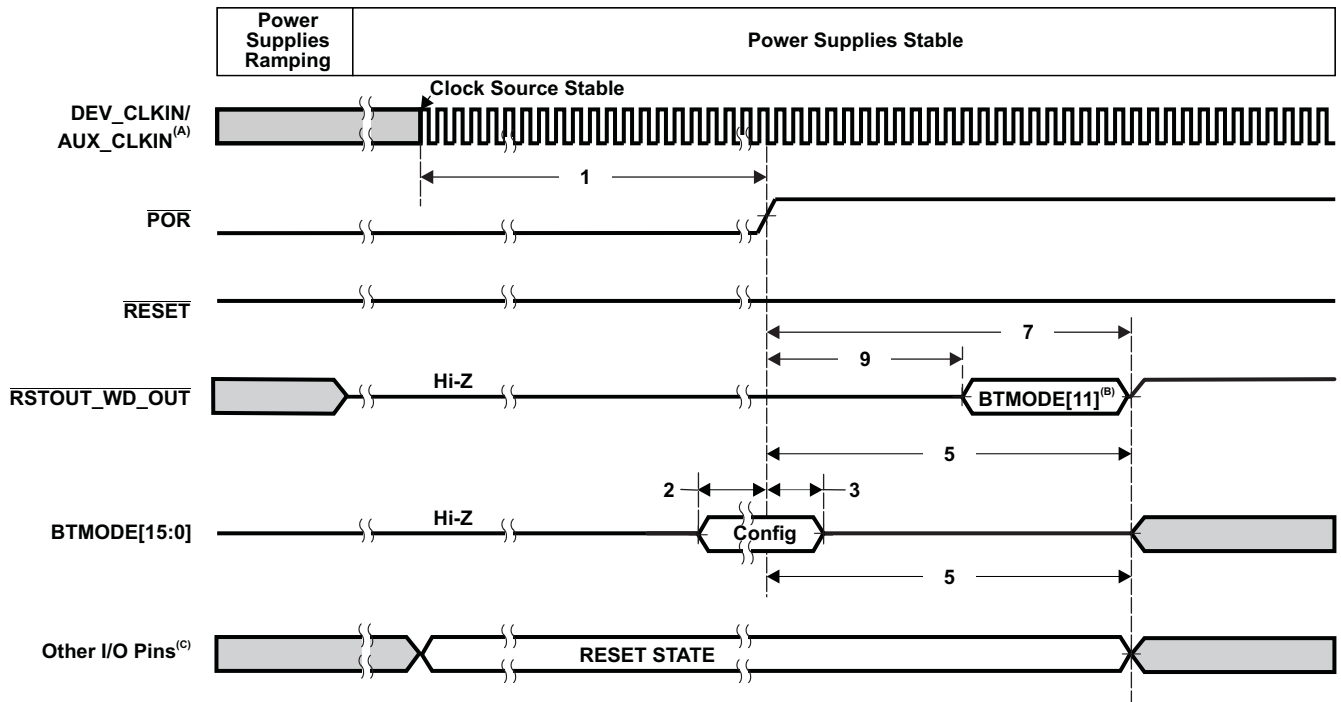 Power
Supplies
Ramping
Power Supplies Stable
Clock Source Stable
DEV_CLKIN/
AUX_CLKIN(A)
1
POR
RESET
7
9
RSTOUT_WD_OUT
Hi-Z
BTMODE[11](B)
5
2
3
BTMODE[15:0]
Hi-Z
Config
5
Other I/O Pins(C)
RESET STATE